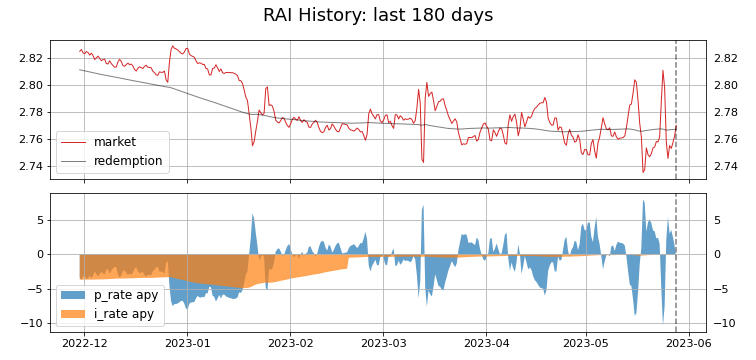 RAI History: last 180 days
2.82 2.82
2.80 2.80
2.78 2.78
2.76 2.76
2.74 2.74
market
redemption
5 5
0 0
−5 −5
−10 −10
p_rate apy
i_rate apy
2022-12 2023-01 2023-02 2023-03 2023-04 2023-05 2023-06